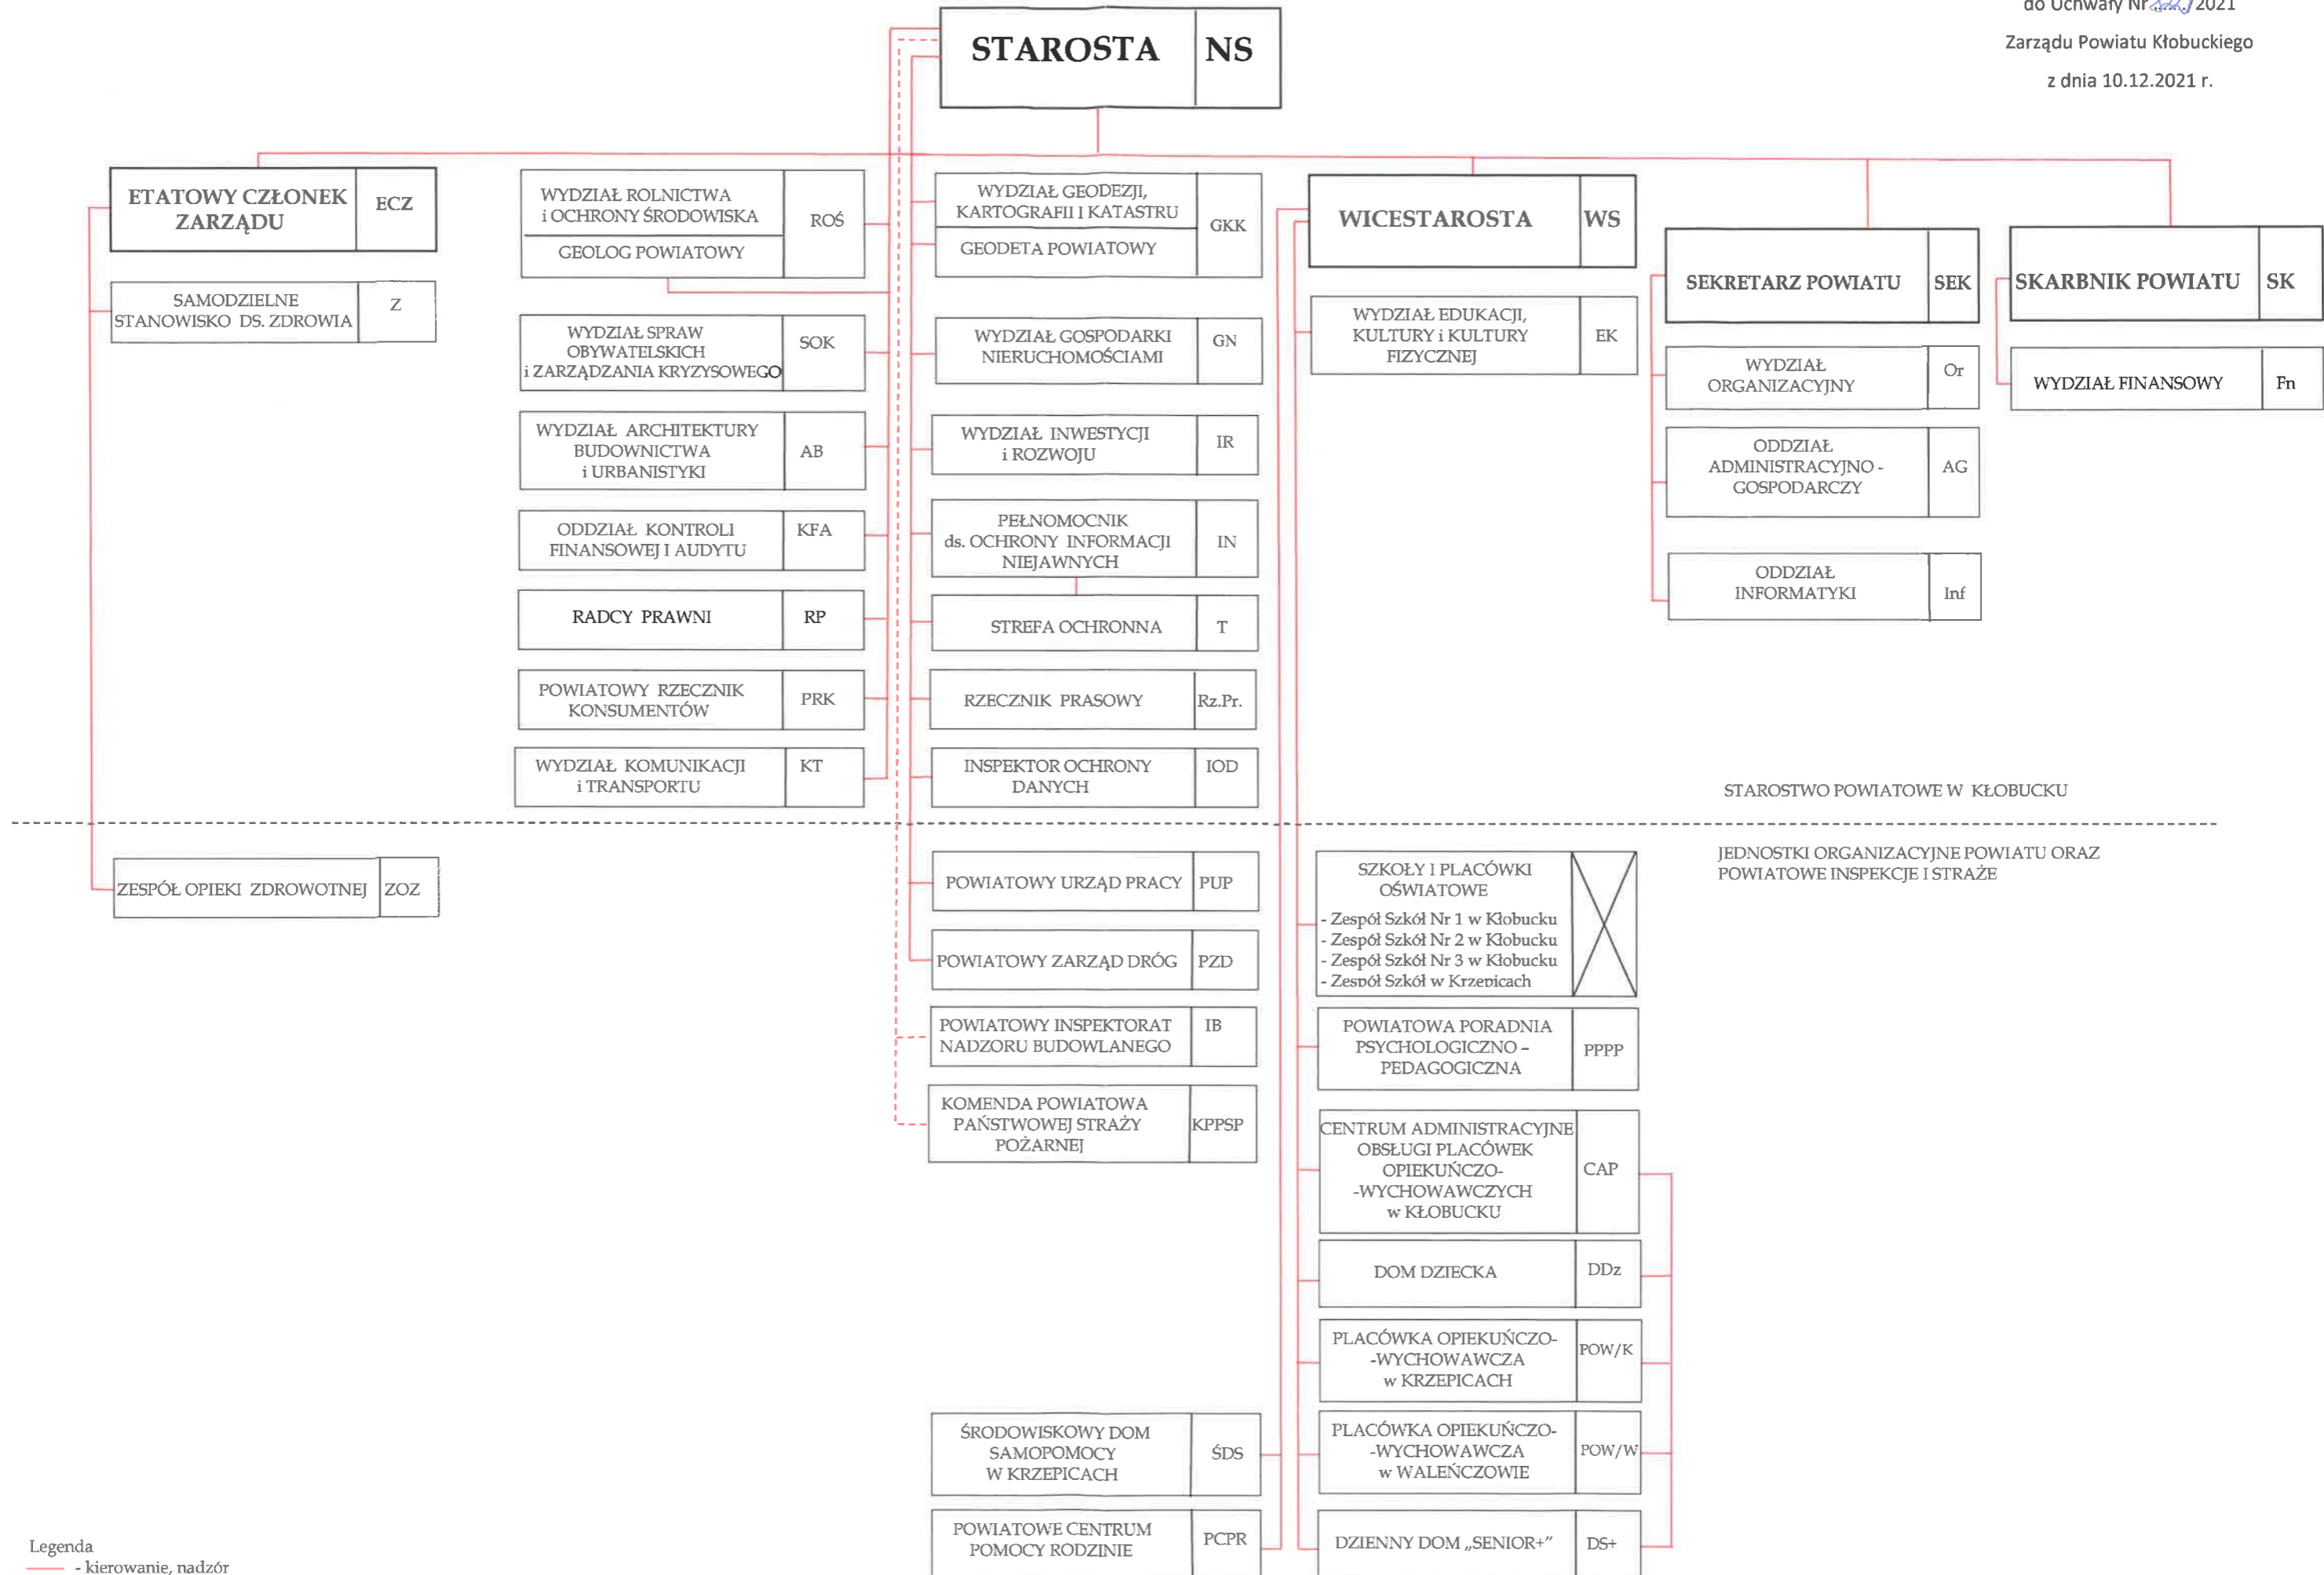 do Uchwały Nr /2021
Zarządu Powiatu Kłobuckiego
z dnia 10.12.2021 r.
STAROSTA
NS
ETATOWY CZŁONEK
ZARZĄDU
ECZ
SAMODZIELNE
STANOWISKO DS. ZDROWIA
Z
WYDZIAŁ ROLNICTWA
i OCHRONY ŚRODOWISKA
GEOLOG POWIATOWY
ROŚ
WYDZIAŁ SPRAW
OBYWATELSKICH
i ZARZĄDZANIA KRYZYSOWEGO
SOK
WYDZIAŁ ARCHITEKTURY
BUDOWNICTWA
i URBANISTYKI
AB
ODDZIAŁ KONTROLI
FINANSOWEJ I AUDYTU
KFA
RADCY PRAWNI
RP
POWIATOWY RZECZNIK
KONSUMENTÓW
PRK
WYDZIAŁ KOMUNIKACJI
i TRANSPORTU
KT
WYDZIAŁ GEODEZJI,
KARTOGRAFII I KATASTRU
GEODETA POWIATOWY
GKK
WYDZIAŁ GOSPODARKI
NIERUCHOMOŚCIAMI
GN
WYDZIAŁ INWESTYCJI
i ROZWOJU
IR
PEŁNOMOCNIK
ds. OCHRONY INFORMACJI
NIEJAWNYCH
IN
STREFA OCHRONNA
T
RZECZNIK PRASOWY
Rz.Pr.
INSPEKTOR OCHRONY
DANYCH
IOD
WICESTAROSTA
WS
WYDZIAŁ EDUKACJI,
KULTURY i KULTURY
FIZYCZNEJ
EK
SEKRETARZ POWIATU
SEK
WYDZIAŁ
ORGANIZACYJNY
Or
ODDZIAŁ
ADMINISTRACYJNO -
GOSPODARCZY
AG
ODDZIAŁ
INFORMATYKI
Inf
SKARBNIK POWIATU
SK
WYDZIAŁ FINANSOWY
Fn
STAROSTWO POWIATOWE W KŁOBUCKU
JEDNOSTKI ORGANIZACYJNE POWIATU ORAZ
POWIATOWE INSPEKCJE I STRAŻE
ZESPÓŁ OPIEKI ZDROWOTNEJ
ZOZ
POWIATOWY URZĄD PRACY
PUP
POWIATOWY ZARZĄD DRÓG
PZD
POWIATOWY INSPEKTORAT
NADZORU BUDOWLANEGO
IB
KOMENDA POWIATOWA
PAŃSTWOWEJ STRAŻY
POŻARNEJ
KPPSP
ŚRODOWISKOWY DOM
SAMOPOMOCY
W KRZEPICACH
ŚDS
POWIATOWE CENTRUM
POMOCY RODZINIE
PCPR
SZKOŁY I PLACÓWKI
OŚWIATOWE
- Zespół Szkół Nr 1 w Kłobucku
- Zespół Szkół Nr 2 w Kłobucku
- Zespół Szkół Nr 3 w Kłobucku
- Zespół Szkół w Krzepicach
POWIATOWA PORADNIA
PSYCHOLOGICZNO –
PEDAGOGICZNA
PPPP
CENTRUM ADMINISTRACYJNE
OBSŁUGI PLACÓWEK
OPIEKUŃCZO-
-WYCHOWAWCZYCH
w KŁOBUCKU
CAP
DOM DZIECKA
DDz
PLACÓWKA OPIEKUŃCZO-
-WYCHOWAWCZA
w KRZEPICACH
POW/K
PLACÓWKA OPIEKUŃCZO-
-WYCHOWAWCZA
w WALEŃCZOWIE
POW/W
DZIENNY DOM „SENIOR+”
DS+
Legenda
- kierowanie, nadzór